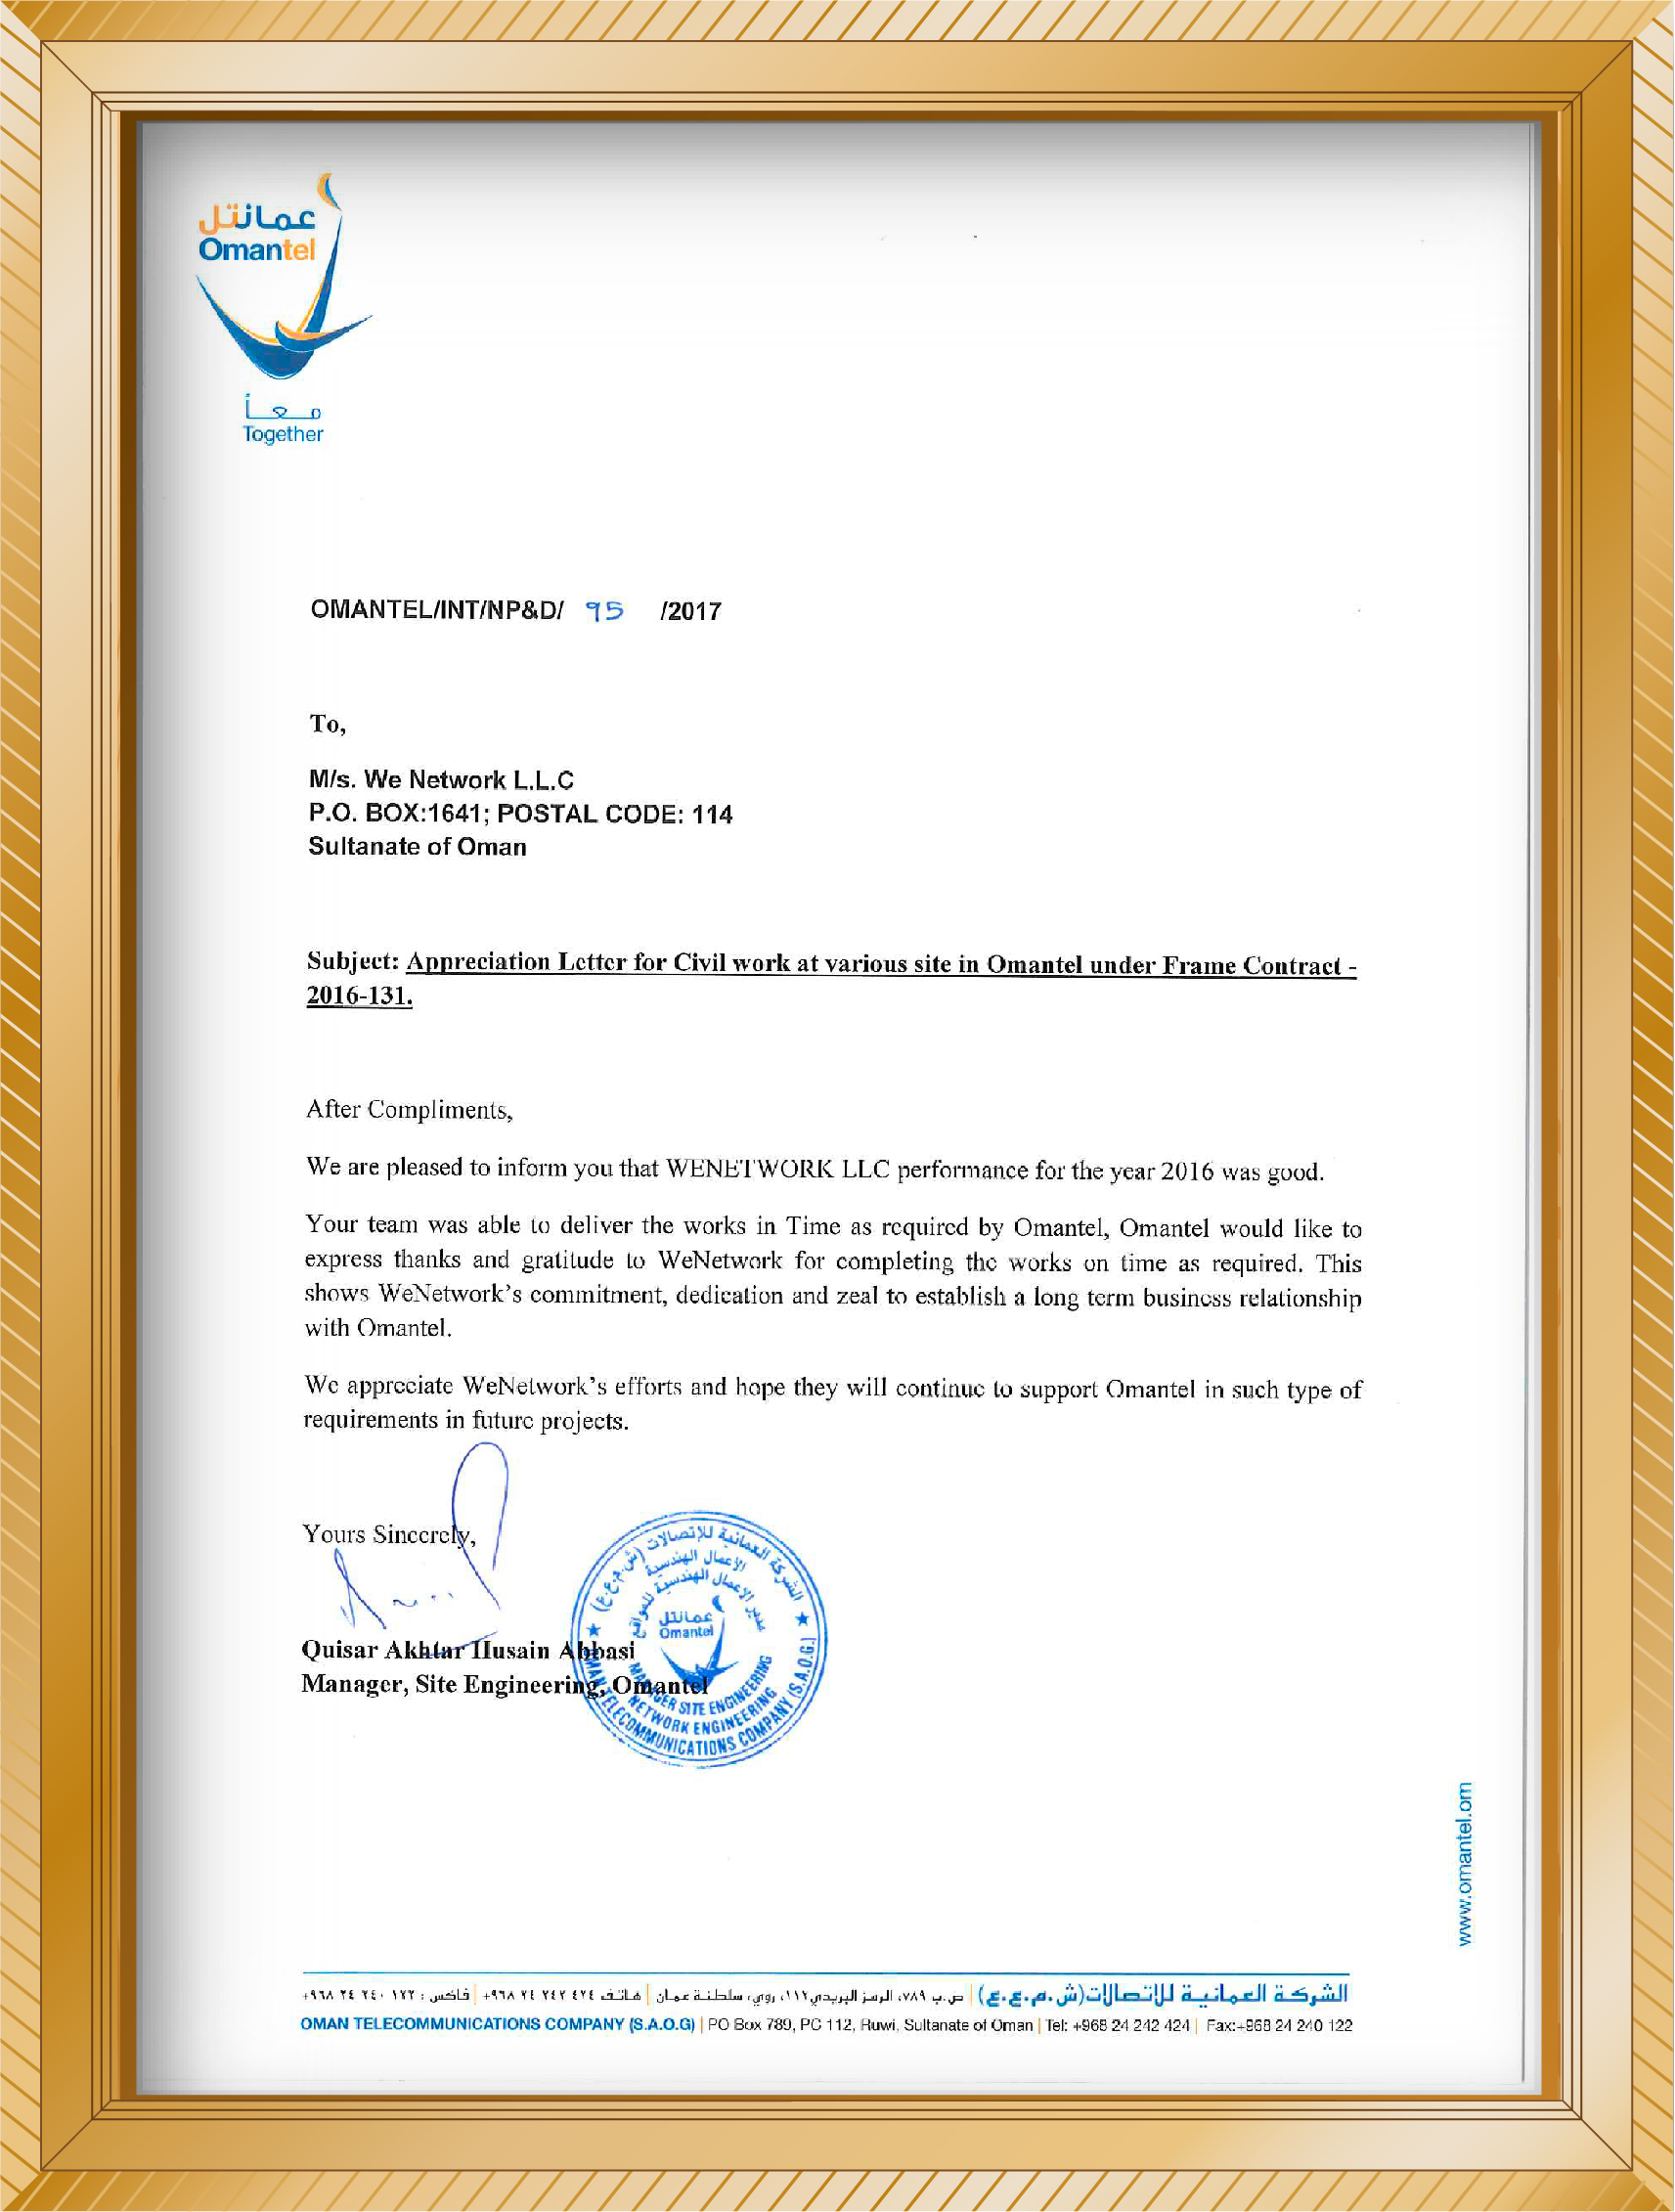 عمانتل
Omantel
معاً
Together
OMANTEL/INT/NP&D/ 95 /2017
To,
M/s. We Network L.L.C
P.O. BOX:1641; POSTAL CODE: 114
Sultanate of Oman
Subject: Appreciation Letter for Civil work at various site in Omantel under Frame Contract -
2016-131.
After Compliments,
We are pleased to inform you that WENETWORK LLC performance for the year 2016 was good.
Your team was able to deliver the works in Time as required by Omantel, Omantel would like to
express thanks and gratitude to WeNetwork for completing the works on time as required. This
shows WeNetwork's commitment, dedication and zeal to establish a long term business relationship
with Omantel.
We appreciate WeNetwork's efforts and hope they will continue to support Omantel in such type of
requirements in future projects.
Yours Sincerely,
Quisar Akhtar Husain Abbasi
Manager, Site Engineering, Omantel
الشركة العمانية للإتصالات (ش.م.ع.ع)
الاعمال الهندسية
مدير الاعمال الهندسية للمواقع
عمانتل
Omantel
MANAGER SITE ENGINEERING
NETWORK ENGINEERING
OMAN TELECOMMUNICATIONS COMPANY (S.A.O.G.)
www.omantel.om
الشركة العمانية للإتصالات(ش.م.ع.ع) | ص.ب ٧٨٩، الرمز البريدي ١١٢، روي، سلطنة عمان | هاتف ٤٢٤ ٢٤٢ ٢٤ ٩٦٨+ | فاكس : ١٢٢ ٢٤٠ ٢٤ ٩٦٨+
OMAN TELECOMMUNICATIONS COMPANY (S.A.O.G) | PO Box 789, PC 112, Ruwi, Sultanate of Oman | Tel: +968 24 242 424 | Fax:+968 24 240 122